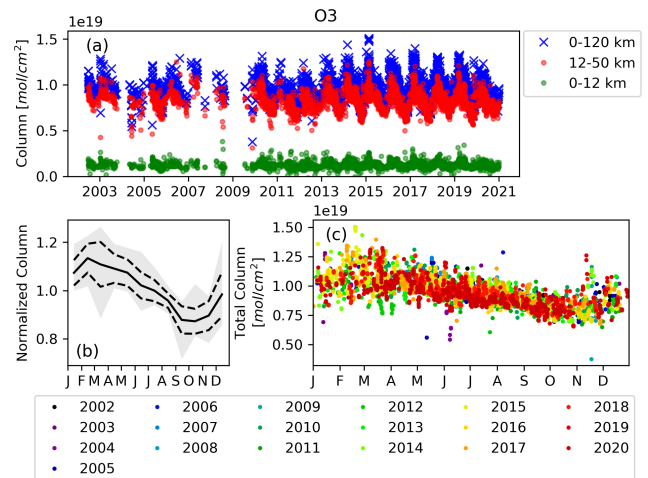 O3
1e19
(a)
1.5
1.0
0.5
0.0
Column [mol/cm²]
2003 2005 2007 2009 2011 2013 2015 2017 2019 2021
0-120 km
12-50 km
0-12 km
Normalized Column
1.2
1.0
0.8
(b)
J F M A M J J A S O N D
1e19
(c)
Total Column
[mol/cm²]
1.50
1.25
1.00
0.75
0.50
J F M A M J J A S O N D
2002 2006 2009 2012 2015 2018
2003 2007 2010 2013 2016 2019
2004 2008 2011 2014 2017 2020
2005